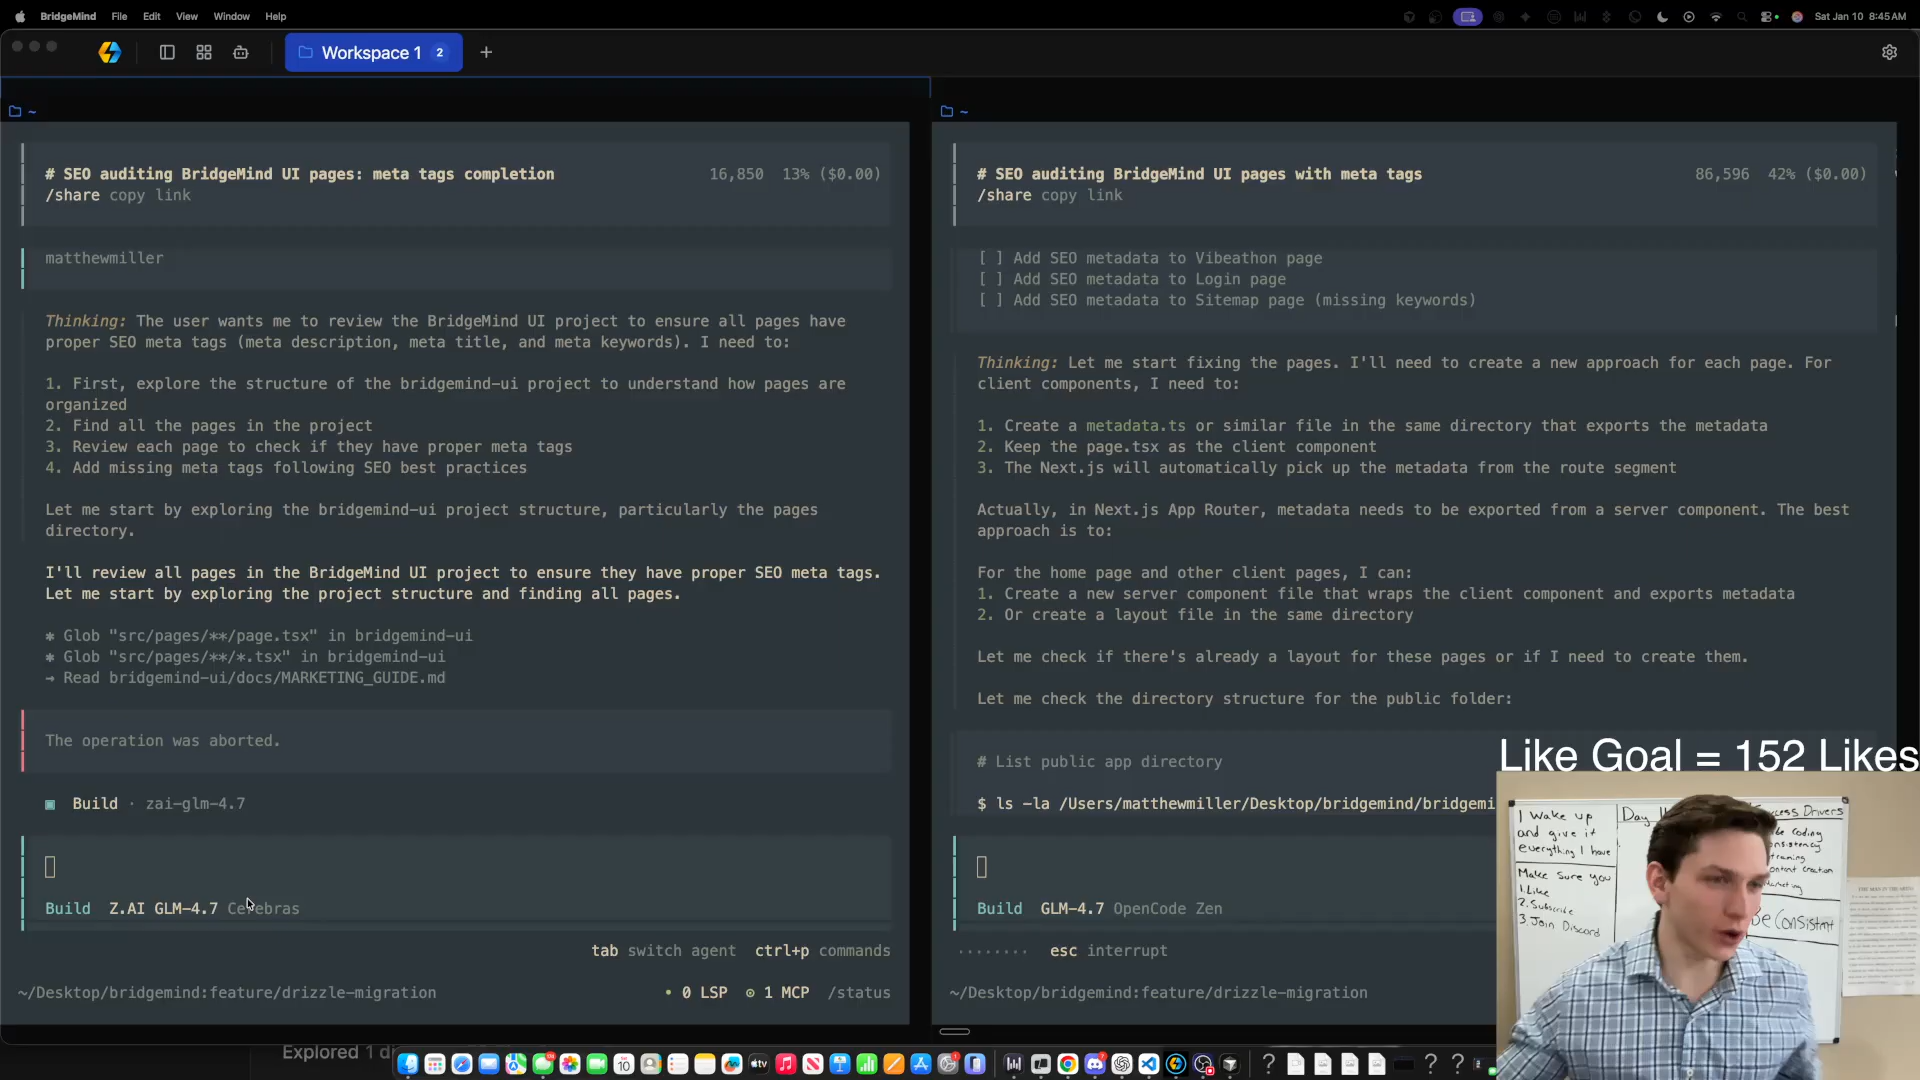 BridgeMind File Edit View Window Help
Sat Jan 10 8:45 AM
Workspace 1 2 +
~
# SEO auditing BridgeMind UI pages: meta tags completion 16,850 13% ($0.00)
/share copy link
matthewmiller
Thinking: The user wants me to review the BridgeMind UI project to ensure all pages have
proper SEO meta tags (meta description, meta title, and meta keywords). I need to:
1. First, explore the structure of the bridgemind-ui project to understand how pages are
organized
2. Find all the pages in the project
3. Review each page to check if they have proper meta tags
4. Add missing meta tags following SEO best practices
Let me start by exploring the bridgemind-ui project structure, particularly the pages
directory.
I'll review all pages in the BridgeMind UI project to ensure they have proper SEO meta tags.
Let me start by exploring the project structure and finding all pages.
✱ Glob "src/pages/**/page.tsx" in bridgemind-ui
✱ Glob "src/pages/**/*.tsx" in bridgemind-ui
→ Read bridgemind-ui/docs/MARKETING_GUIDE.md
The operation was aborted.
Build · zai-glm-4.7
Build Z.AI GLM-4.7 Cerebras
tab switch agent ctrl+p commands
~/Desktop/bridgemind:feature/drizzle-migration • 0 LSP ⊙ 1 MCP /status
~
# SEO auditing BridgeMind UI pages with meta tags 86,596 42% ($0.00)
/share copy link
[ ] Add SEO metadata to Vibeathon page
[ ] Add SEO metadata to Login page
[ ] Add SEO metadata to Sitemap page (missing keywords)
Thinking: Let me start fixing the pages. I'll need to create a new approach for each page. For
client components, I need to:
1. Create a metadata.ts or similar file in the same directory that exports the metadata
2. Keep the page.tsx as the client component
3. The Next.js will automatically pick up the metadata from the route segment
Actually, in Next.js App Router, metadata needs to be exported from a server component. The best
approach is to:
For the home page and other client pages, I can:
1. Create a new server component file that wraps the client component and exports metadata
2. Or create a layout file in the same directory
Let me check if there's already a layout for these pages or if I need to create them.
Let me check the directory structure for the public folder:
# List public app directory
$ ls -la /Users/matthewmiller/Desktop/bridgemind/bridgemi
Build GLM-4.7 OpenCode Zen
esc interrupt
~/Desktop/bridgemind:feature/drizzle-migration
Like Goal = 152 Likes
I Wake up
and give it
everything I have
Make Sure you
1. Like
2. Subscribe
3. Join Discord
Day
Drivers
Coding
Content Creation
Be Consistent
THE MAN IN THE ARENA
Explored 1 di